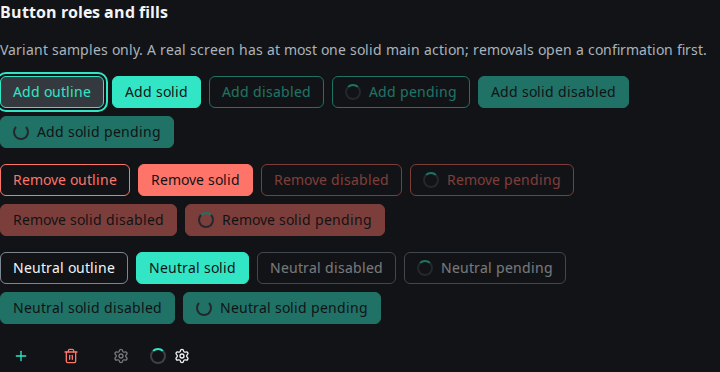 Button roles and fills
Variant samples only. A real screen has at most one solid main action; removals open a confirmation first.
Add outline Add solid Add disabled Add pending Add solid disabled
Add solid pending
Remove outline Remove solid Remove disabled Remove pending
Remove solid disabled Remove solid pending
Neutral outline Neutral solid Neutral disabled Neutral pending
Neutral solid disabled Neutral solid pending